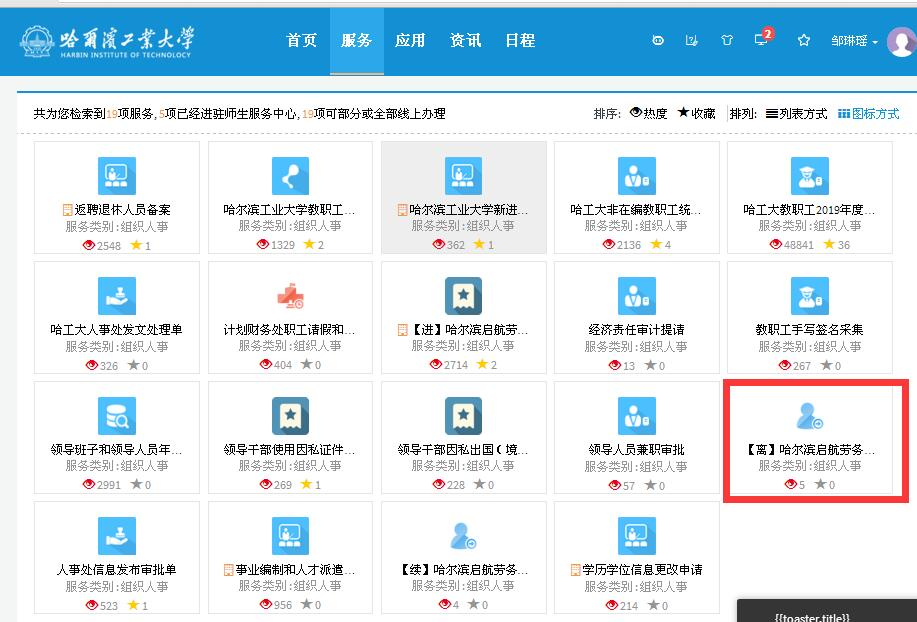 哈爾濱工業大學
HARBIN INSTITUTE OF TECHNOLOGY
首页 服务 应用 资讯 日程
2
邹琳瑶
共为您检索到19项服务,5项已经进驻师生服务中心,19项可部分或全部线上办理
排序: 热度 收藏 排列: 列表方式 图标方式
返聘退休人员备案
服务类别:组织人事
2548 1
哈尔滨工业大学教职工...
服务类别:组织人事
1329 2
哈尔滨工业大学新进...
服务类别:组织人事
362 1
哈工大非在编教职工统...
服务类别:组织人事
2136 4
哈工大教职工2019年度...
服务类别:组织人事
48841 36
哈工大人事处发文处理单
服务类别:组织人事
326 0
计划财务处职工请假和...
服务类别:组织人事
404 0
【进】哈尔滨启航劳...
服务类别:组织人事
2714 2
经济责任审计提请
服务类别:组织人事
13 0
教职工手写签名采集
服务类别:组织人事
267 0
领导班子和领导人员年...
服务类别:组织人事
2991 0
领导干部使用因私证件...
服务类别:组织人事
269 1
领导干部因私出国（境...
服务类别:组织人事
228 0
领导人员兼职审批
服务类别:组织人事
57 0
【离】哈尔滨启航劳务...
服务类别:组织人事
5 0
人事处信息发布审批单
服务类别:组织人事
523 1
事业编制和人才派遣...
服务类别:组织人事
956 0
【续】哈尔滨启航劳务...
服务类别:组织人事
4 0
学历学位信息更改申请
服务类别:组织人事
214 0
{{toaster.title}}